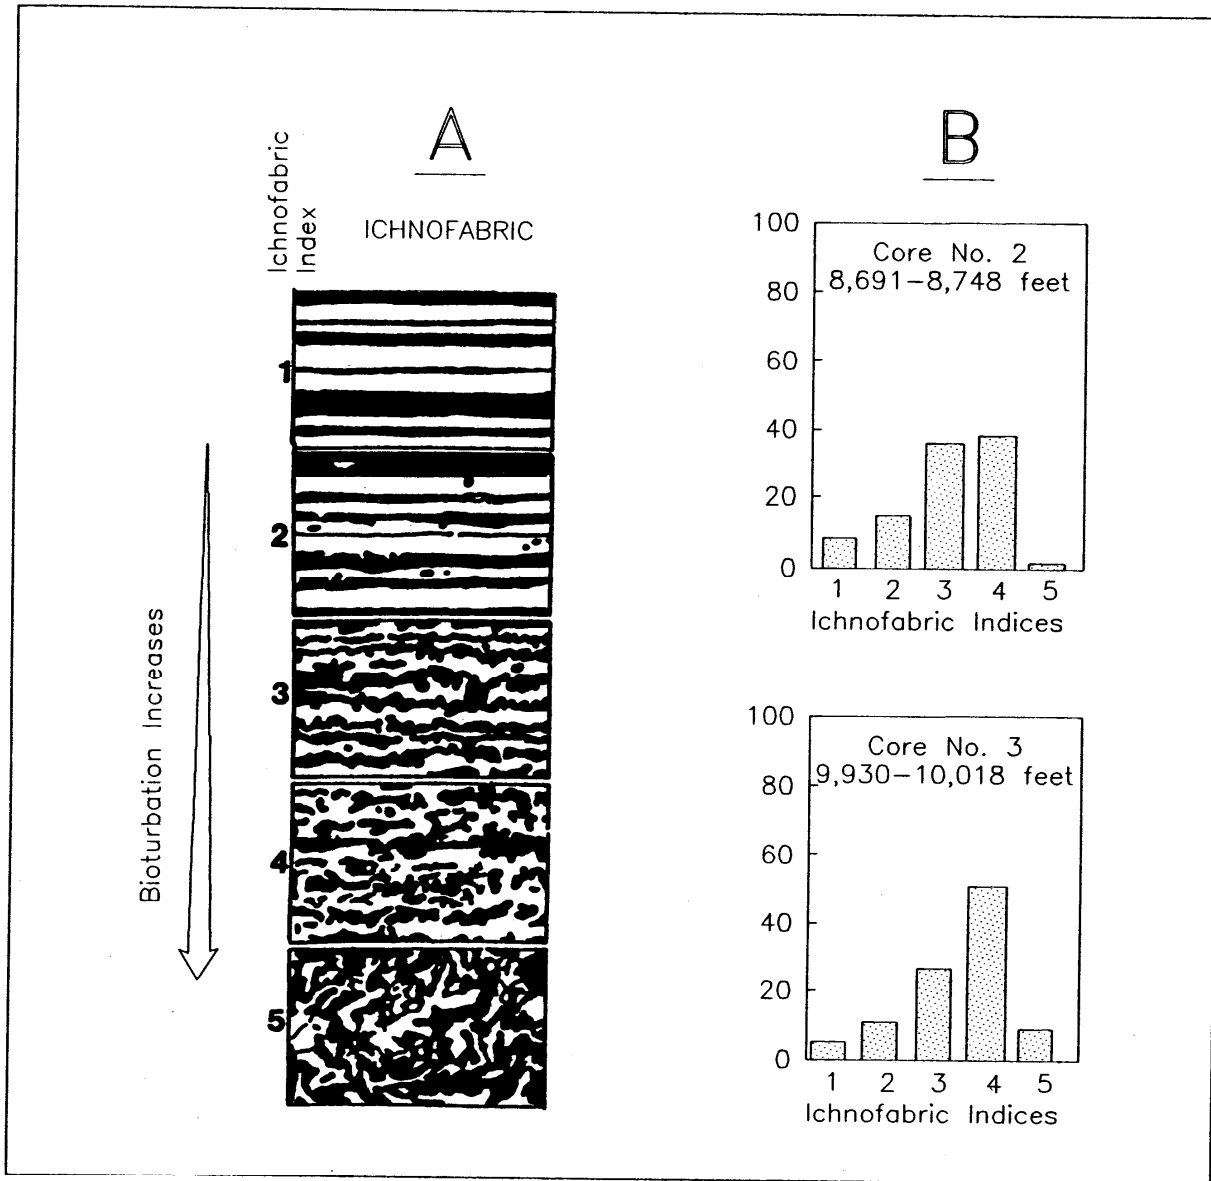 A
Ichnofabric
Index
ICHNOFABRIC
1
2
3
4
5
Bioturbation Increases
B
100
80
60
40
20
0
Core No. 2
8,691–8,748 feet
1 2 3 4 5
Ichnofabric Indices
100
80
60
40
20
0
Core No. 3
9,930–10,018 feet
1 2 3 4 5
Ichnofabric Indices